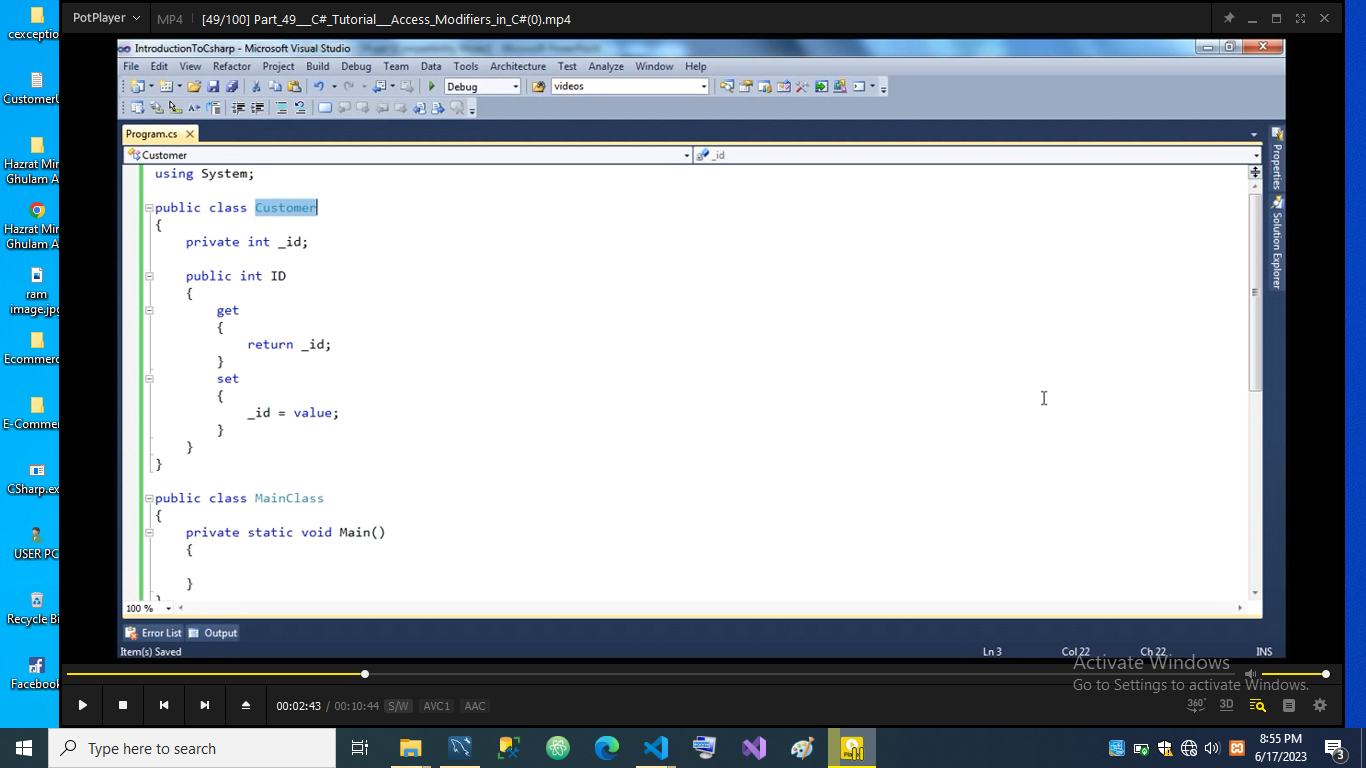 PotPlayer
MP4
[49/100] Part_49___C#_Tutorial__Access_Modifiers_in_C#(0).mp4
cexceptio
Customer
Hazrat Mir
Ghulam A
Hazrat Mir
Ghulam A
ram
image.jpg
Ecommerc
E-Commer
CSharp.ex
USER PC
Recycle Bi
Facebook
IntroductionToCsharp - Microsoft Visual Studio
File Edit View Refactor Project Build Debug Team Data Tools Architecture Test Analyze Window Help
Debug
videos
Program.cs
Customer
_id
Properties
Solution Explorer
using System;
public class Customer
{
private int _id;
public int ID
{
get
{
return _id;
}
set
{
_id = value;
}
}
}
public class MainClass
{
private static void Main()
{
}
100 %
Error List Output
Item(s) Saved
Ln 3
Col 22
Ch 22
INS
Activate Windows
Go to Settings to activate Windows.
00:02:43 / 00:10:44 S/W AVC1 AAC
360°
3D
Type here to search
8:55 PM
6/17/2023
3